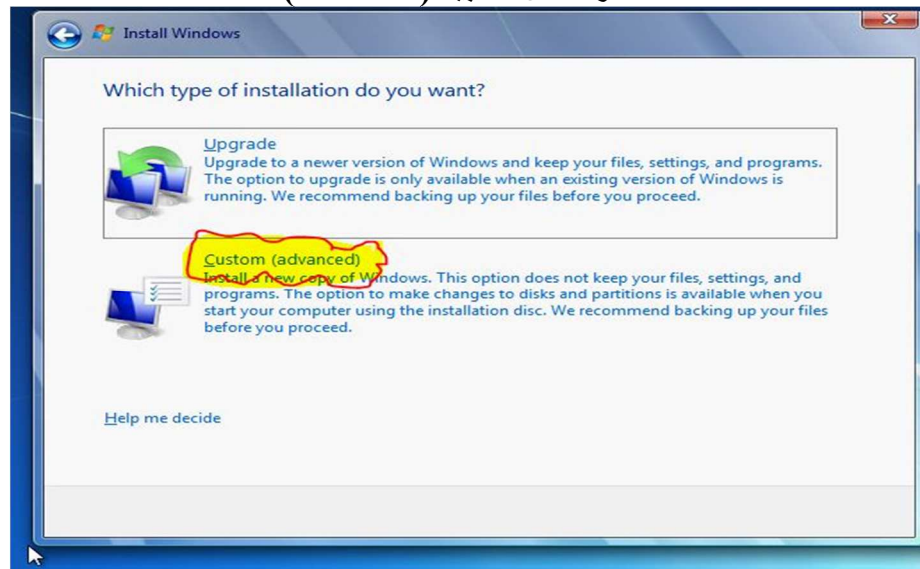 Install Windows
Which type of installation do you want?
Upgrade
Upgrade to a newer version of Windows and keep your files, settings, and programs.
The option to upgrade is only available when an existing version of Windows is
running. We recommend backing up your files before you proceed.
Custom (advanced)
Install a new copy of Windows. This option does not keep your files, settings, and
programs. The option to make changes to disks and partitions is available when you
start your computer using the installation disc. We recommend backing up your files
before you proceed.
Help me decide